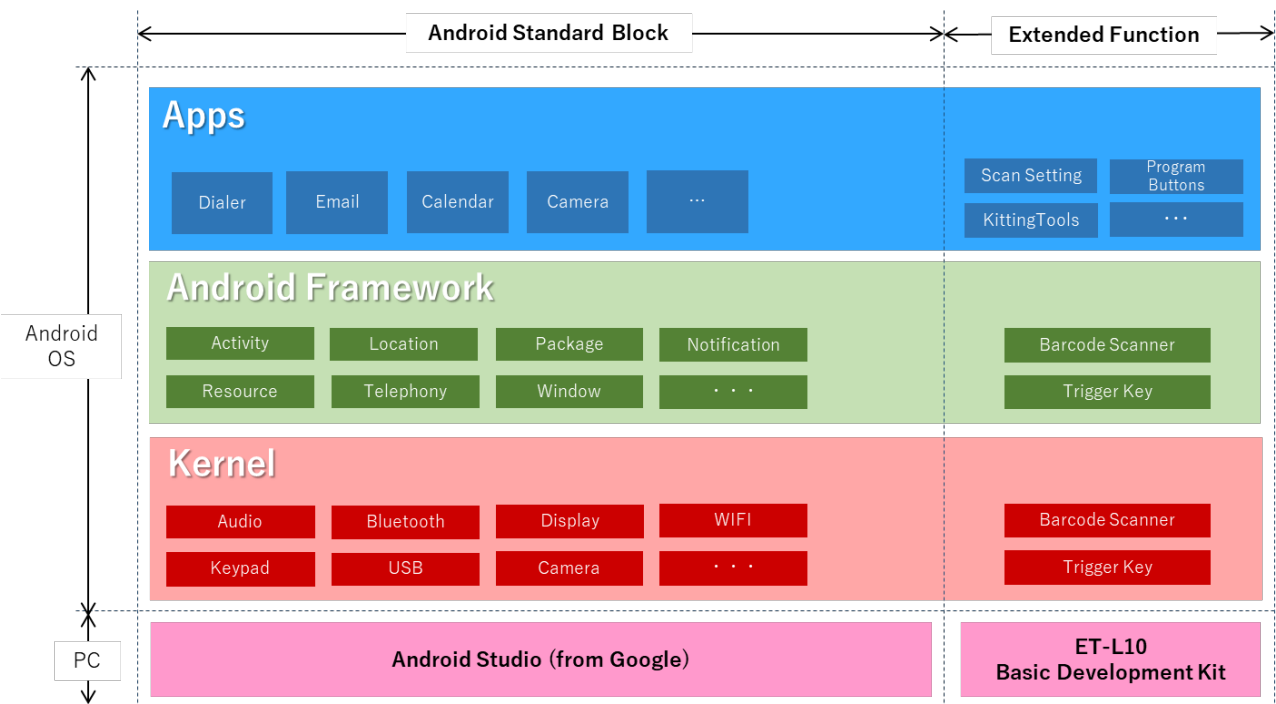 Android Standard Block
Extended Function
Android
OS
Apps
Dialer
Email
Calendar
Camera
...
Scan Setting
Program
Buttons
KittingTools
・・・
Android Framework
Activity
Location
Package
Notification
Barcode Scanner
Resource
Telephony
Window
・・・
Trigger Key
Kernel
Audio
Bluetooth
Display
WIFI
Barcode Scanner
Keypad
USB
Camera
・・・
Trigger Key
PC
Android Studio (from Google)
ET-L10
Basic Development Kit